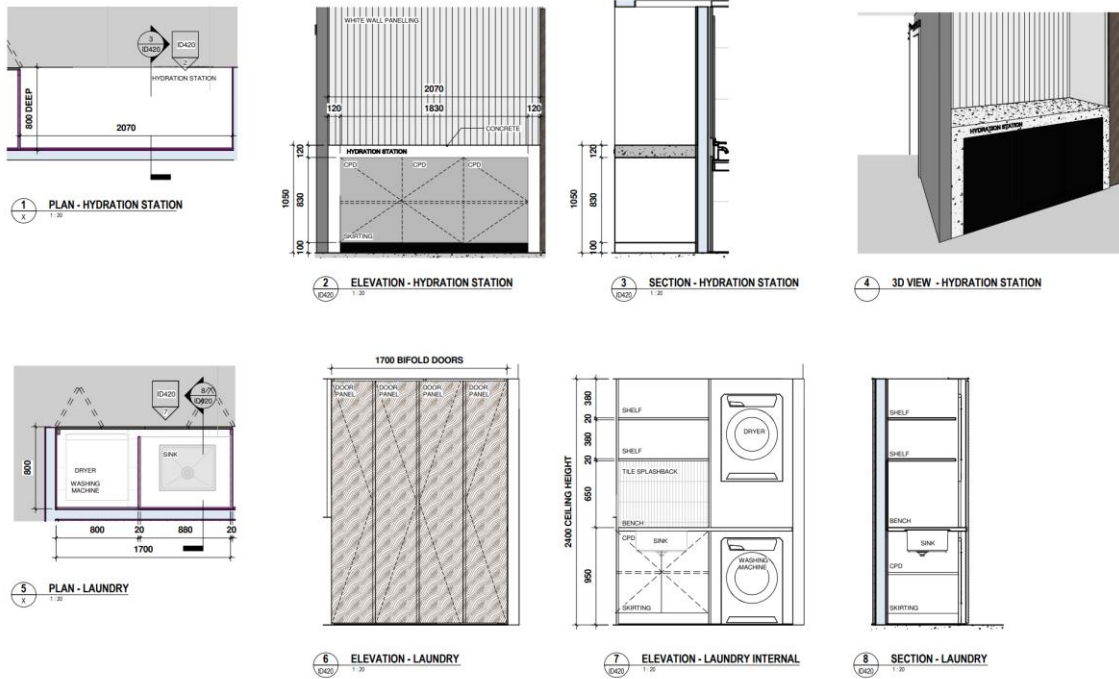 3
ID420
ID420
2
HYDRATION STATION
800 DEEP
2070
1
X
PLAN - HYDRATION STATION
1 : 20
WHITE WALL PANELLING
2070
120
1830
120
CONCRETE
HYDRATION STATION
CPD
CPD
CPD
SKIRTING
120
830
100
1050
2
ID420
ELEVATION - HYDRATION STATION
1 : 20
120
830
100
1050
3
ID420
SECTION - HYDRATION STATION
1 : 20
HYDRATION STATION
4
3D VIEW - HYDRATION STATION
ID420
7
ID420
SINK
DRYER
WASHING
MACHINE
800
800
20
880
20
1700
5
X
PLAN - LAUNDRY
1 : 20
1700 BIFOLD DOORS
DOOR
PANEL
DOOR
PANEL
DOOR
PANEL
DOOR
PANEL
6
ID420
ELEVATION - LAUNDRY
1 : 20
2400 CEILING HEIGHT
380
20
380
20
650
950
SHELF
SHELF
TILE SPLASHBACK
BENCH
CPD
SINK
SKIRTING
DRYER
WASHING
MACHINE
7
ID420
ELEVATION - LAUNDRY INTERNAL
1 : 20
SHELF
SHELF
BENCH
SINK
CPD
SKIRTING
8
ID420
SECTION - LAUNDRY
1 : 20